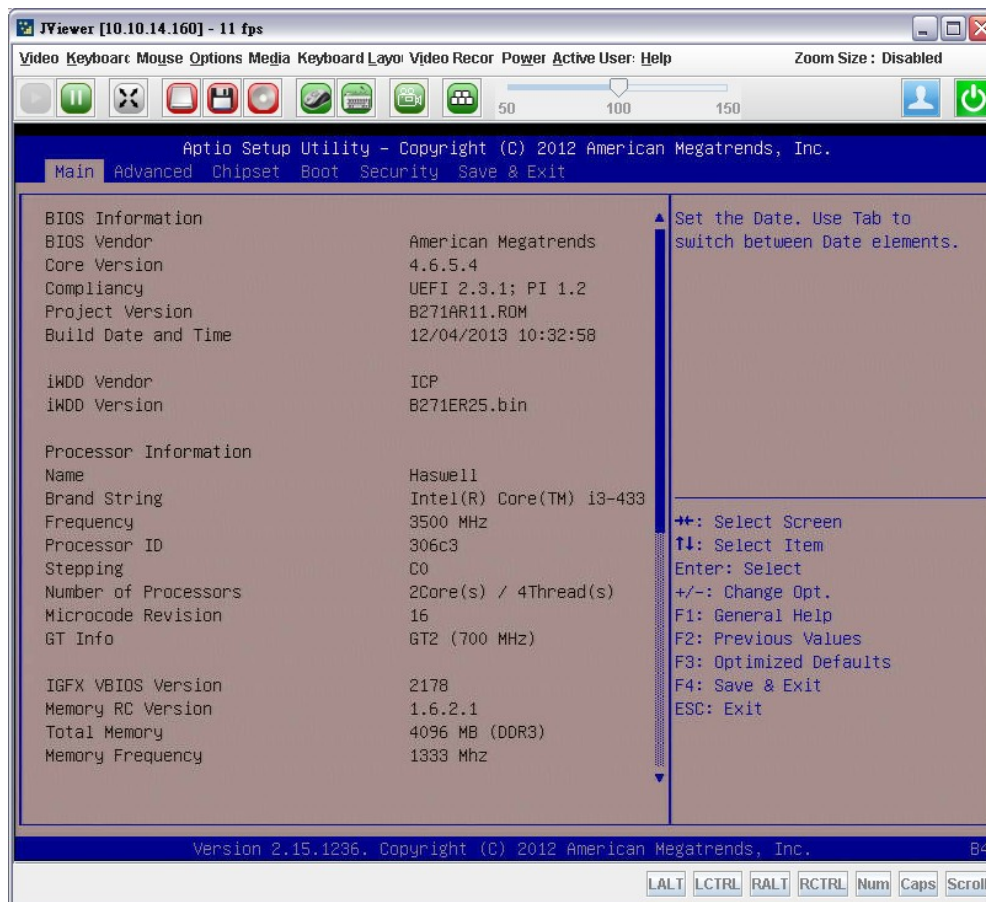 JViewer [10.10.14.160] - 11 fps
Video Keyboard Mouse Options Media Keyboard Layou Video Recor Power Active User: Help Zoom Size : Disabled
50 100 150
Aptio Setup Utility – Copyright (C) 2012 American Megatrends, Inc.
Main Advanced Chipset Boot Security Save & Exit
BIOS Information
BIOS Vendor American Megatrends
Core Version 4.6.5.4
Compliancy UEFI 2.3.1; PI 1.2
Project Version B271AR11.ROM
Build Date and Time 12/04/2013 10:32:58
iWDD Vendor ICP
iWDD Version B271ER25.bin
Processor Information
Name Haswell
Brand String Intel(R) Core(TM) i3-433
Frequency 3500 MHz
Processor ID 306c3
Stepping C0
Number of Processors 2Core(s) / 4Thread(s)
Microcode Revision 16
GT Info GT2 (700 MHz)
IGFX VBIOS Version 2178
Memory RC Version 1.6.2.1
Total Memory 4096 MB (DDR3)
Memory Frequency 1333 Mhz
Set the Date. Use Tab to
switch between Date elements.
→←: Select Screen
↑↓: Select Item
Enter: Select
+/-: Change Opt.
F1: General Help
F2: Previous Values
F3: Optimized Defaults
F4: Save & Exit
ESC: Exit
Version 2.15.1236. Copyright (C) 2012 American Megatrends, Inc.
B4
LALT LCTRL RALT RCTRL Num Caps Scroll